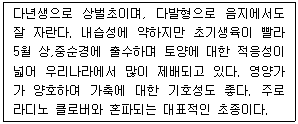 다년생으로 상벌초이며, 다발형으로 음지에서도
잘 자란다. 내습성에 약하지만 초기생육이 빨라
5월 상,중순경에 출수하며 토양에 대한 적응성이
넓어 우리나라에서 많이 재배되고 있다. 영양가
가 양호하며 가축에 대한 기호성도 좋다. 주로
라디노 클로버와 혼파되는 대표적인 초종이다.